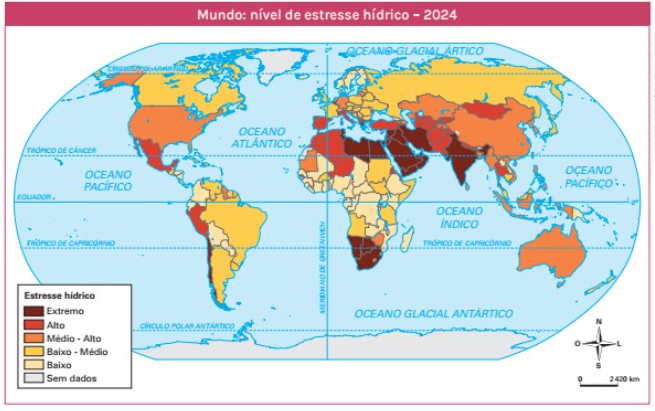 Mundo: nível de estresse hídrico – 2024
OCEANO GLACIAL ÁRTICO
CÍRCULO POLAR ÁRTICO
0°
OCEANO
ATLÂNTICO
TRÓPICO DE CÂNCER
OCEANO
PACÍFICO
OCEANO
PACÍFICO
EQUADOR
0°
OCEANO
ÍNDICO
TRÓPICO DE CAPRICÓRNIO
TRÓPICO DE CAPRICÓRNIO
MERIDIANO DE GREENWICH
OCEANO GLACIAL ANTÁRTICO
CÍRCULO POLAR ANTÁRTICO
Estresse hídrico
Extremo
Alto
Médio - Alto
Baixo - Médio
Baixo
Sem dados
N
O
L
S
0 2 420 km